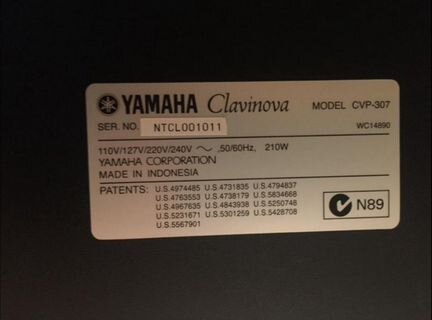 YAMAHA Clavinova MODEL CVP-307
SER. NO. NTCL001011 WC14890
110V/127V/220V/240V ~ ,50/60Hz, 210W
YAMAHA CORPORATION
MADE IN INDONESIA
PATENTS: U.S.4974485 U.S.4731835 U.S.4794837
U.S.4763553 U.S.4738179 U.S.5834668
U.S.4967635 U.S.4843938 U.S.5250748
U.S.5231671 U.S.5301259 U.S.5428708
U.S.5567901
N89